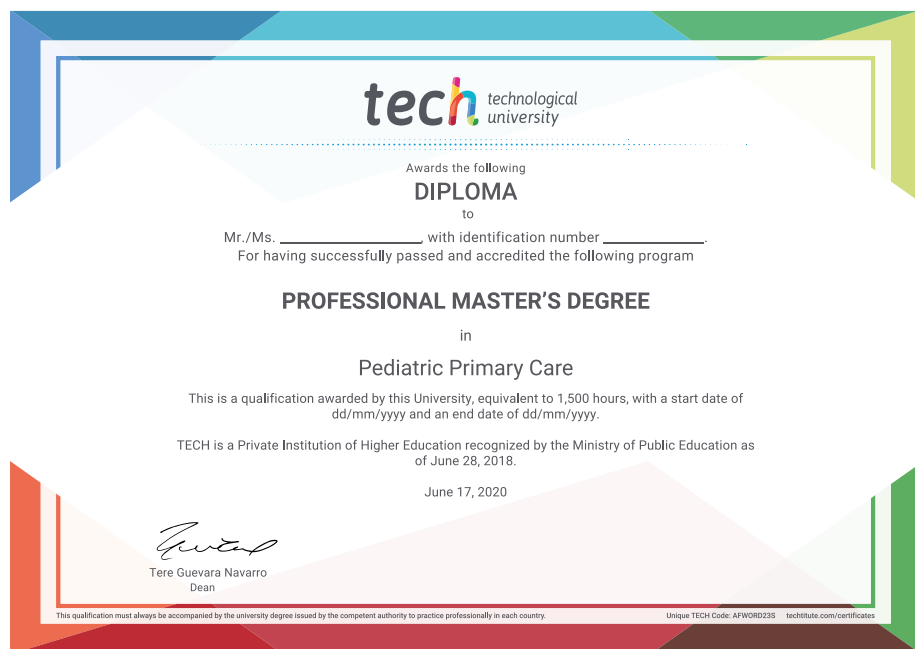 tech technological
university
Awards the following
DIPLOMA
to
Mr./Ms. ____________________, with identification number ______________.
For having successfully passed and accredited the following program
PROFESSIONAL MASTER'S DEGREE
in
Pediatric Primary Care
This is a qualification awarded by this University, equivalent to 1,500 hours, with a start date of
dd/mm/yyyy and an end date of dd/mm/yyyy.
TECH is a Private Institution of Higher Education recognized by the Ministry of Public Education as
of June 28, 2018.
June 17, 2020
Tere Guevara Navarro
Dean
This qualification must always be accompanied by the university degree issued by the competent authority to practice professionally in each country. Unique TECH Code: AFWORD23S techtitute.com/certificates